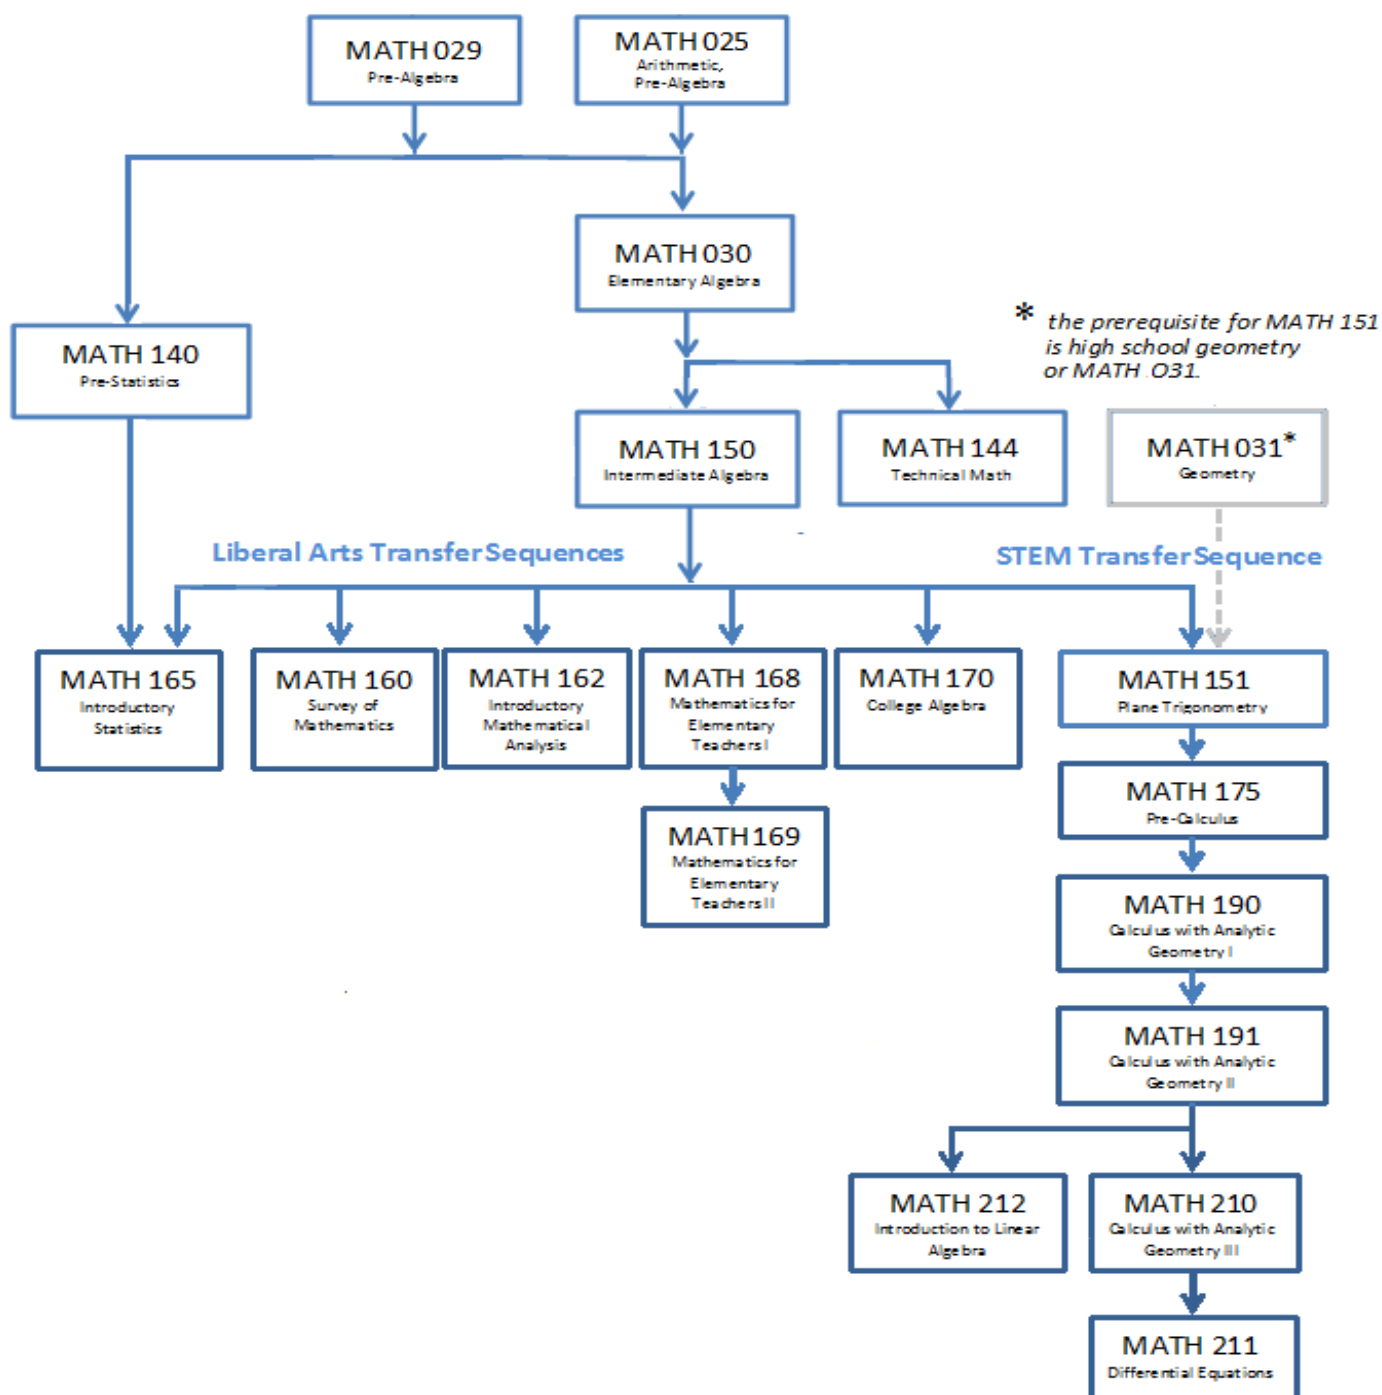 MATH 029
Pre-Algebra
MATH 025
Arithmetic,
Pre-Algebra
MATH 030
Elementary Algebra
* the prerequisite for MATH 151
is high school geometry
or MATH O31.
MATH 140
Pre-Statistics
MATH 150
Intermediate Algebra
MATH 144
Technical Math
MATH 031*
Geometry
Liberal Arts Transfer Sequences
STEM Transfer Sequence
MATH 165
Introductory
Statistics
MATH 160
Survey of
Mathematics
MATH 162
Introductory
Mathematical
Analysis
MATH 168
Mathematics for
Elementary
Teachers I
MATH 170
College Algebra
MATH 151
Plane Trigonometry
MATH 175
Pre-Calculus
MATH 169
Mathematics for
Elementary
Teachers II
MATH 190
Calculus with Analytic
Geometry I
MATH 191
Calculus with Analytic
Geometry II
MATH 212
Introduction to Linear
Algebra
MATH 210
Calculus with Analytic
Geometry III
MATH 211
Differential Equations